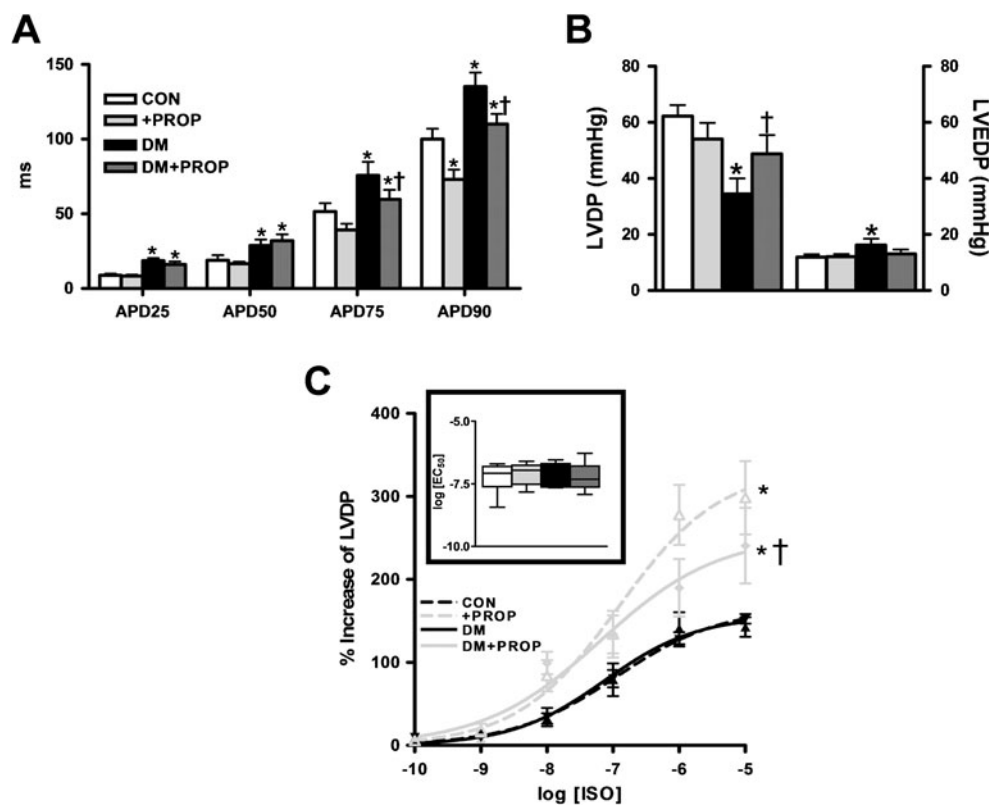 A
150
100
50
0
ms
CON
+PROP
DM
DM+PROP
* * * * * *† * * *†
APD25 APD50 APD75 APD90
B
80
60
40
20
0
LVDP (mmHg)
* † *
80
60
40
20
0
LVEDP (mmHg)
C
400
300
200
100
0
% Increase of LVDP
-5.0
-7.5
-10.0
log [EC50]
CON
+PROP
DM
DM+PROP
*
*†
-10 -9 -8 -7 -6 -5
log [ISO]